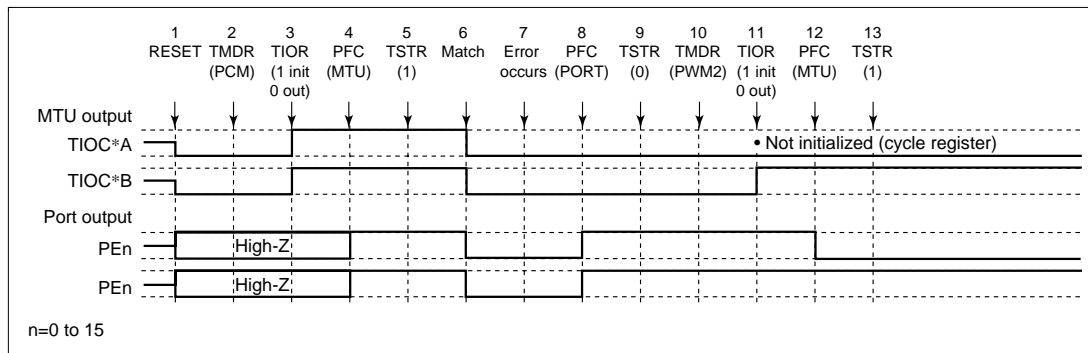 1 2 3 4 5 6 7 8 9 10 11 12 13
RESET TMDR TIOR PFC TSTR Match Error PFC TSTR TMDR TIOR PFC TSTR
(PCM) (1 init (MTU) (1) occurs (PORT) (0) (PWM2) (1 init (MTU) (1)
0 out) 0 out)
MTU output
TIOC*A • Not initialized (cycle register)
TIOC*B
Port output
PEn High-Z
PEn High-Z
n=0 to 15